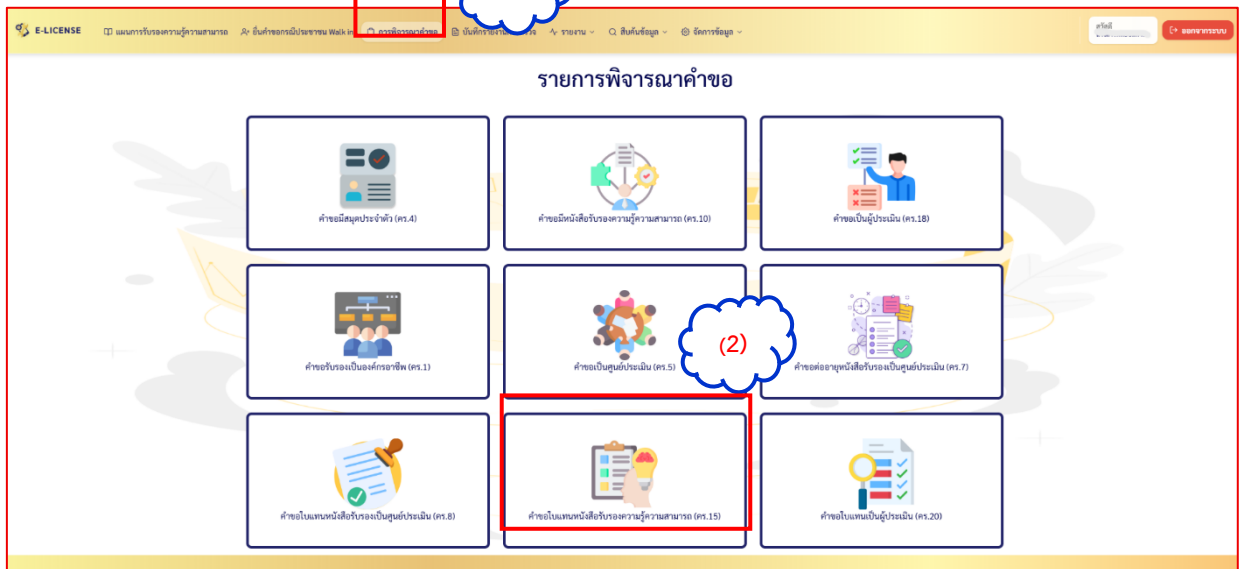 E-LICENSE
แผนการรับรองความรู้ความสามารถ
ยื่นคำขอกรณีประชาชน Walk in
การพิจารณาคำขอ
รายงาน
สืบค้นข้อมูล
จัดการข้อมูล
สวัสดี
ออกจากระบบ
รายการพิจารณาคำขอ
คำขอมีสมุดประจำตัว (คร.4)
คำขอมีหนังสือรับรองความรู้ความสามารถ (คร.10)
คำขอเป็นผู้ประเมิน (คร.18)
(2)
คำขอรับรองเป็นองค์กรอาชีพ (คร.1)
คำขอเป็นศูนย์ประเมิน (คร.5)
คำขอต่ออายุหนังสือรับรองเป็นศูนย์ประเมิน (คร.7)
คำขอใบแทนหนังสือรับรองเป็นศูนย์ประเมิน (คร.8)
คำขอใบแทนหนังสือรับรองความรู้ความสามารถ (คร.15)
คำขอใบแทนเป็นผู้ประเมิน (คร.20)